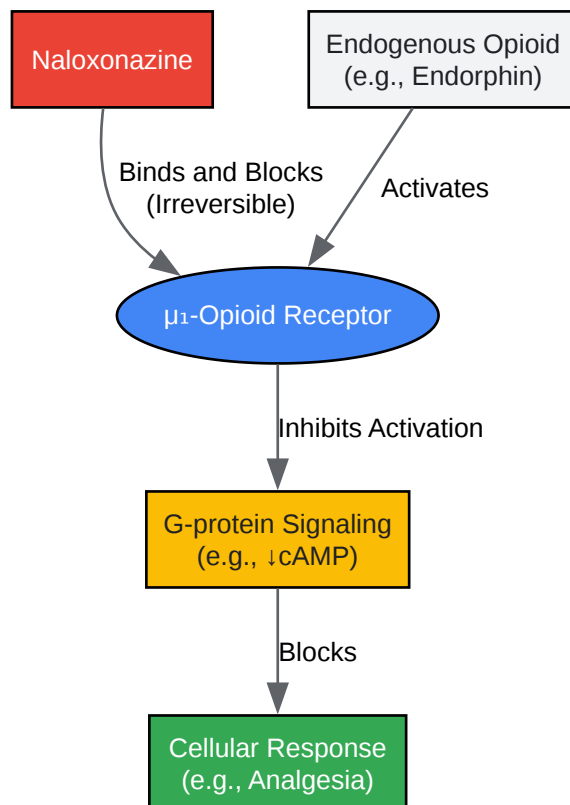 Naloxonazine
Endogenous Opioid
(e.g., Endorphin)
Binds and Blocks
(Irreversible)
Activates
μ₁-Opioid Receptor
Inhibits Activation
G-protein Signaling
(e.g., ↓cAMP)
Blocks
Cellular Response
(e.g., Analgesia)